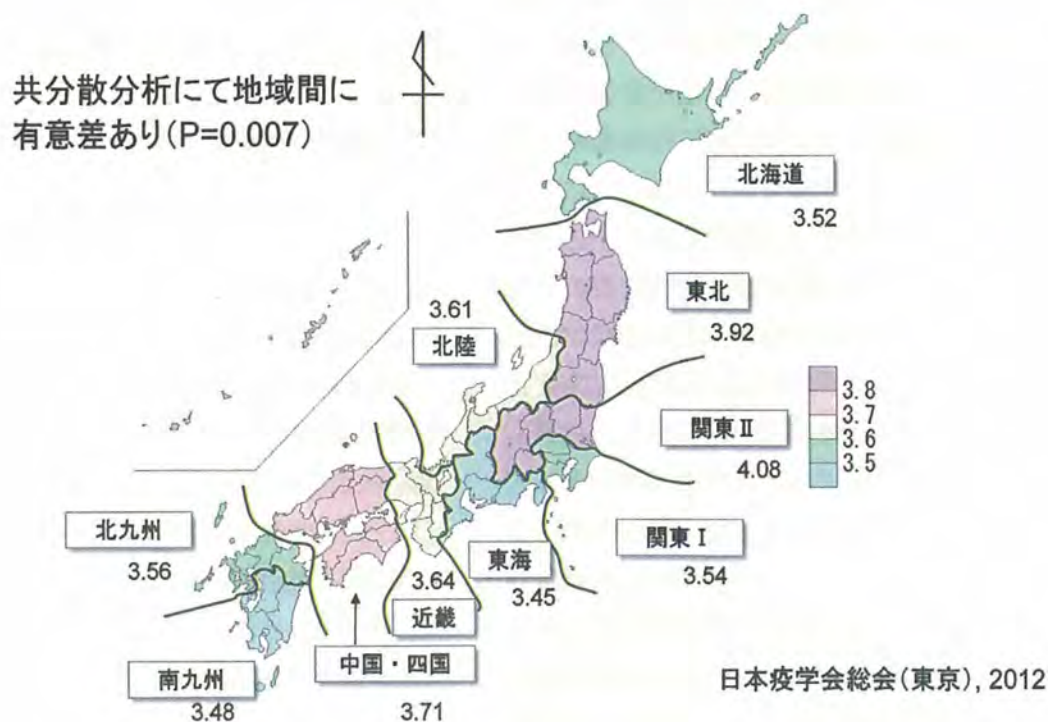 共分散分析にて地域間に
有意差あり(P=0.007)
北海道
3.52
東北
3.92
3.61
北陸
3.8
3.7
3.6
3.5
関東Ⅱ
4.08
北九州
3.56
関東Ⅰ
3.54
東海
3.45
3.64
近畿
中国・四国
3.71
南九州
3.48
日本疫学会総会(東京), 2012